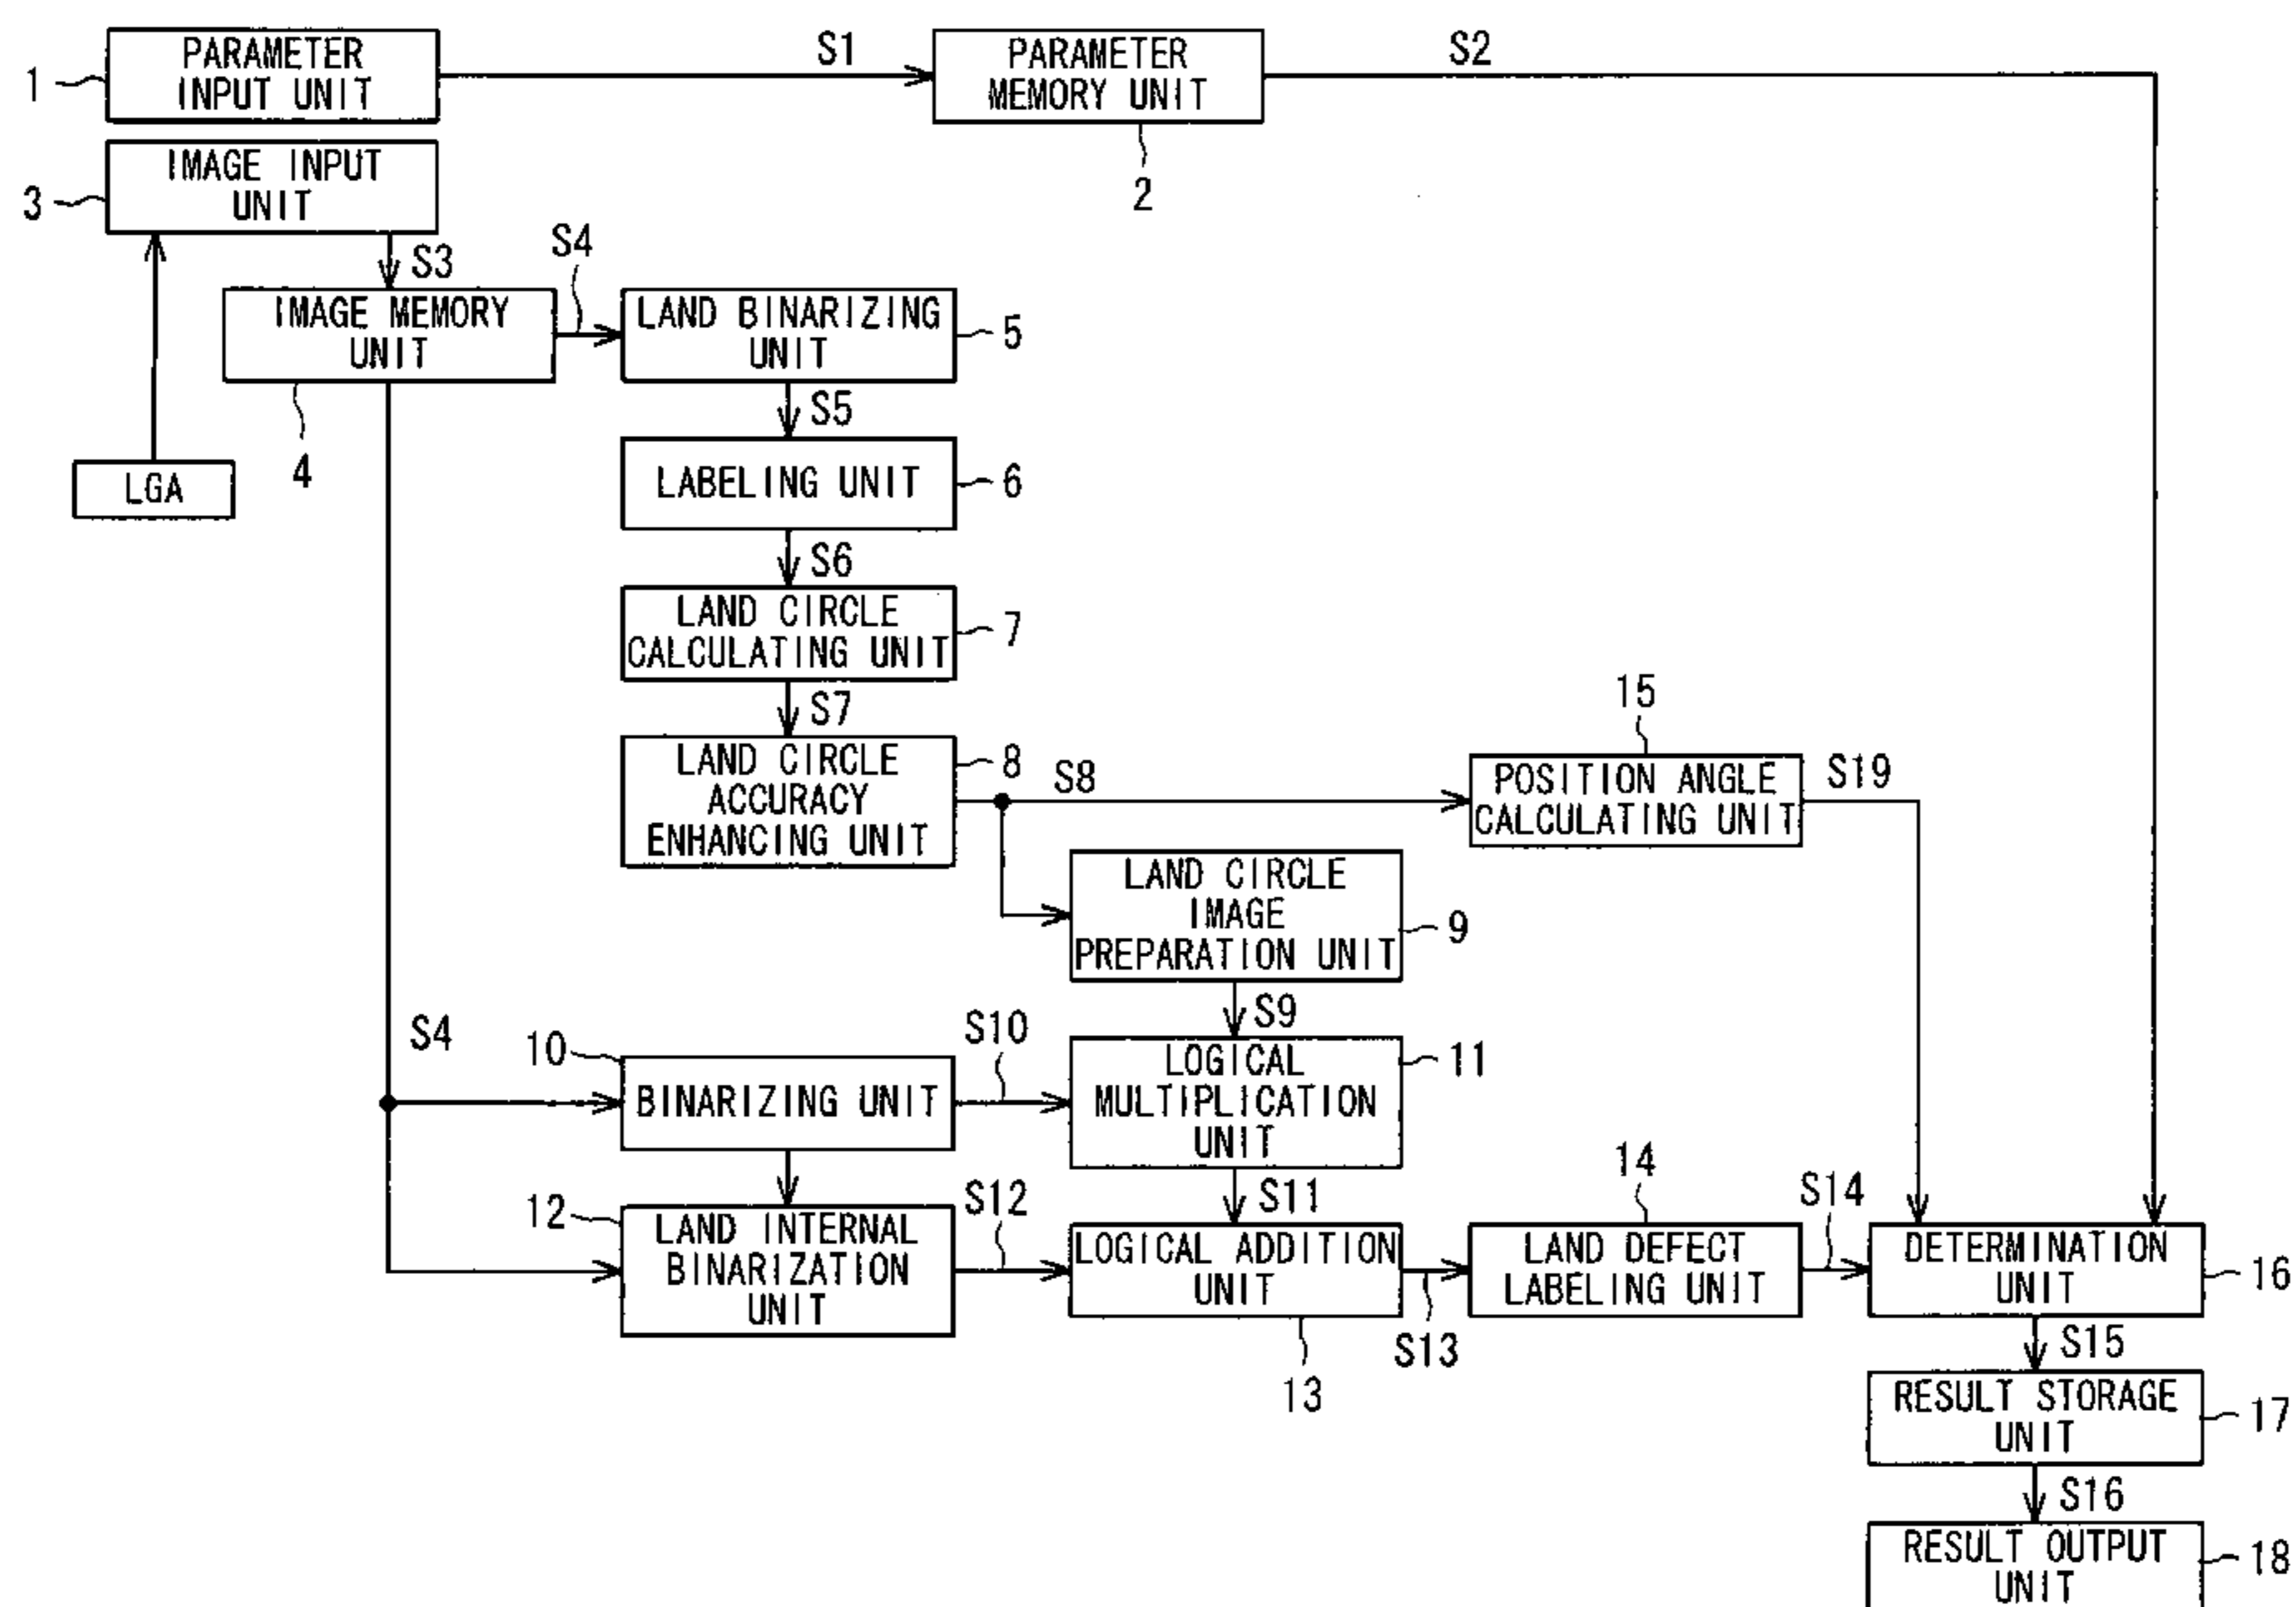 PARAMETER
INPUT UNIT
1
S1
PARAMETER
MEMORY UNIT
2
S2
IMAGE INPUT
UNIT
3
S3
S4
IMAGE MEMORY
UNIT
4
LGA
LAND BINARIZING
UNIT
5
S5
LABELING UNIT
6
S6
LAND CIRCLE
CALCULATING UNIT
7
S7
LAND CIRCLE
ACCURACY
ENHANCING UNIT
8
S8
15
POSITION ANGLE
CALCULATING UNIT
S19
LAND CIRCLE
IMAGE
PREPARATION UNIT
9
S9
S4
10
BINARIZING UNIT
S10
LOGICAL
MULTIPLICATION
UNIT
11
S11
12
LAND INTERNAL
BINARIZATION
UNIT
S12
LOGICAL ADDITION
UNIT
13
S13
14
LAND DEFECT
LABELING UNIT
S14
DETERMINATION
UNIT
16
S15
RESULT STORAGE
UNIT
17
S16
RESULT OUTPUT
UNIT
18